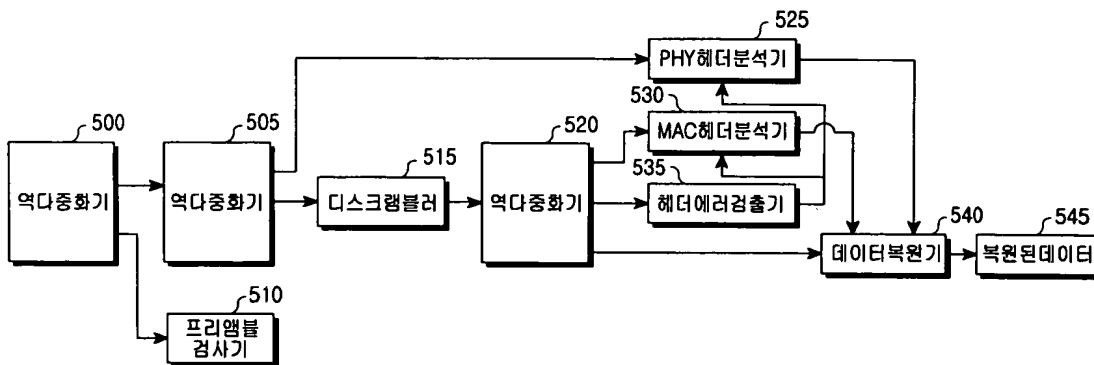 525
PHY헤더분석기
530
MAC헤더분석기
500
505
520
515
535
역다중화기
역다중화기
디스크램블러
역다중화기
헤더에러검출기
540
545
데이터복원기
복원된데이터
510
프리앰블
검사기